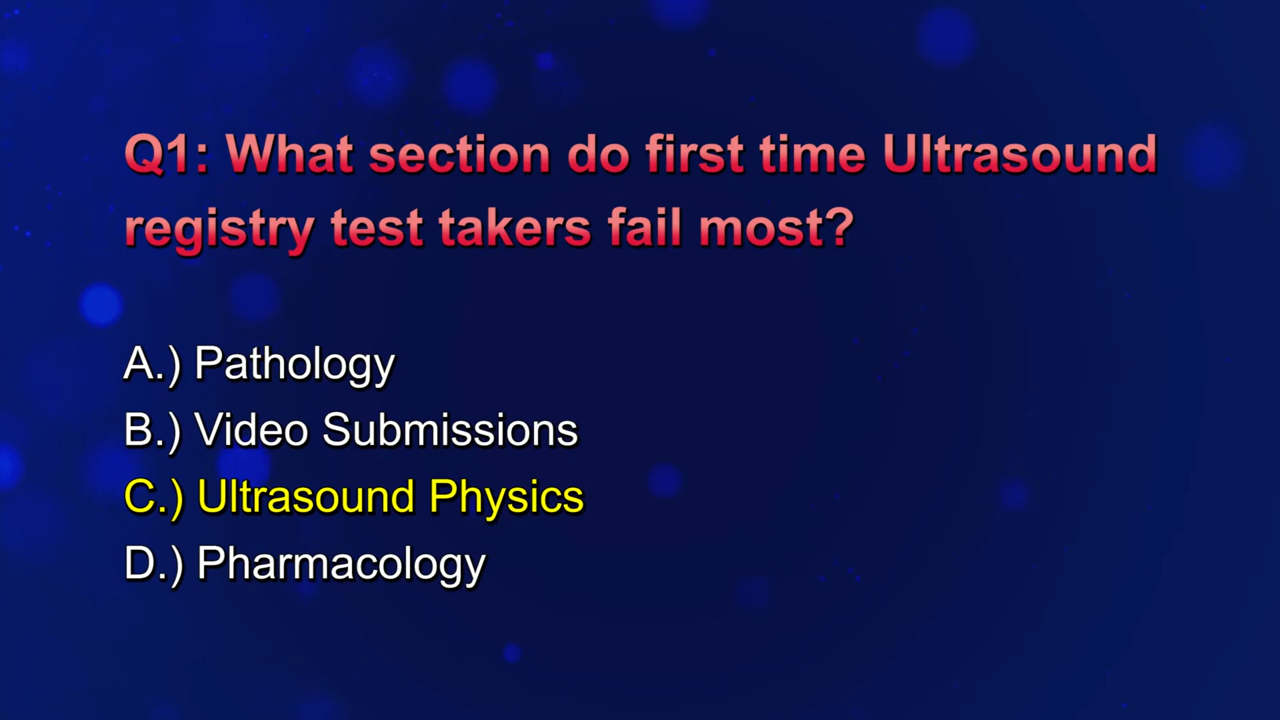 Q1: What section do first time Ultrasound
registry test takers fail most?
A.) Pathology
B.) Video Submissions
C.) Ultrasound Physics
D.) Pharmacology